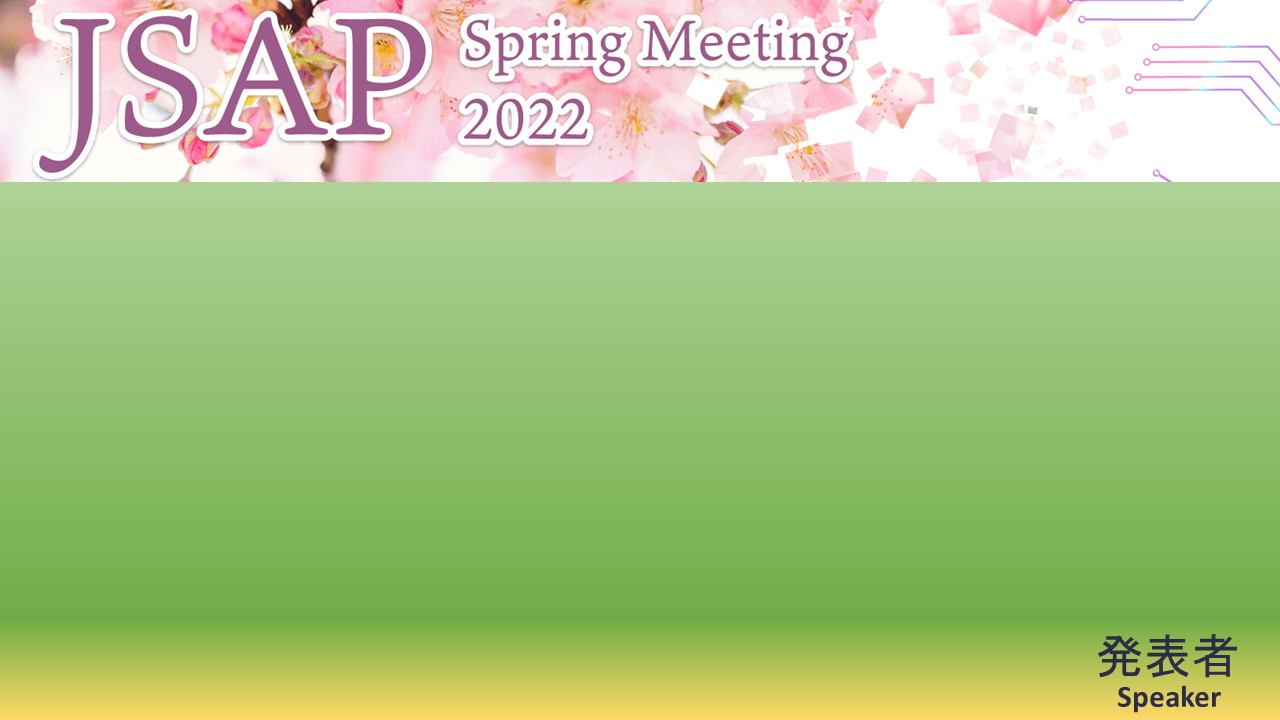 JSAP
Spring Meeting
2022
発表者
Speaker